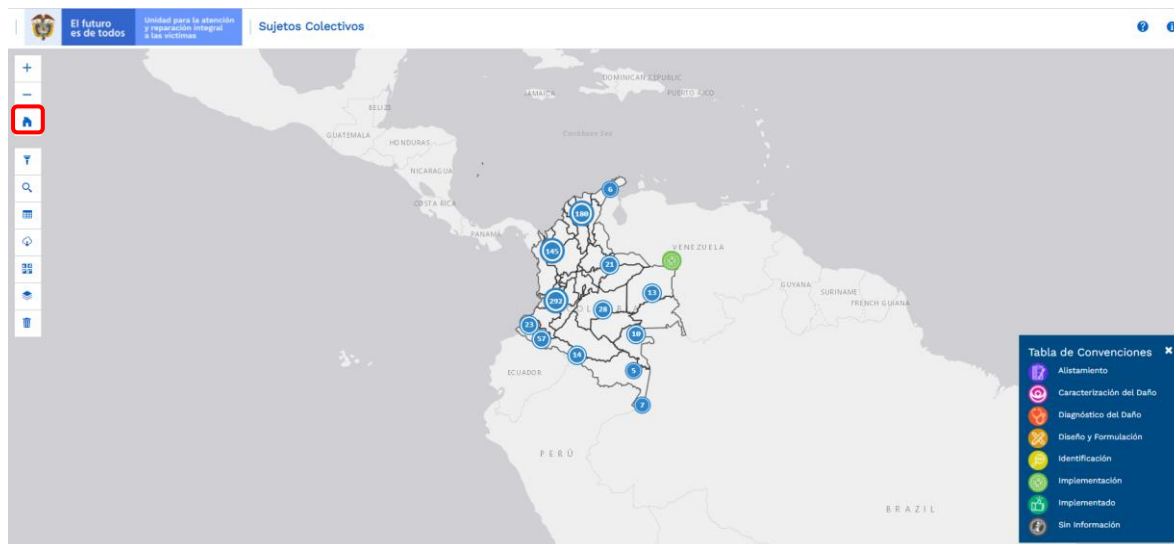 El futuro
es de todos
Unidad para la atención
y reparación integral
a las víctimas
Sujetos Colectivos
DOMINICAN REPUBLIC
JAMAICA
PUERTO RICO
BELIZE
GUATEMALA
HONDURAS
Caribbean Sea
NICARAGUA
COSTA RICA
PANAMA
6
180
145
21
VENEZUELA
13
292
28
GUYANA
SURINAME
FRENCH GUIANA
23
57
10
14
5
ECUADOR
7
PERÚ
BRAZIL
Tabla de Convenciones
Alistamiento
Caracterización del Daño
Diagnóstico del Daño
Diseño y Formulación
Identificación
Implementación
Implementado
Sin Información